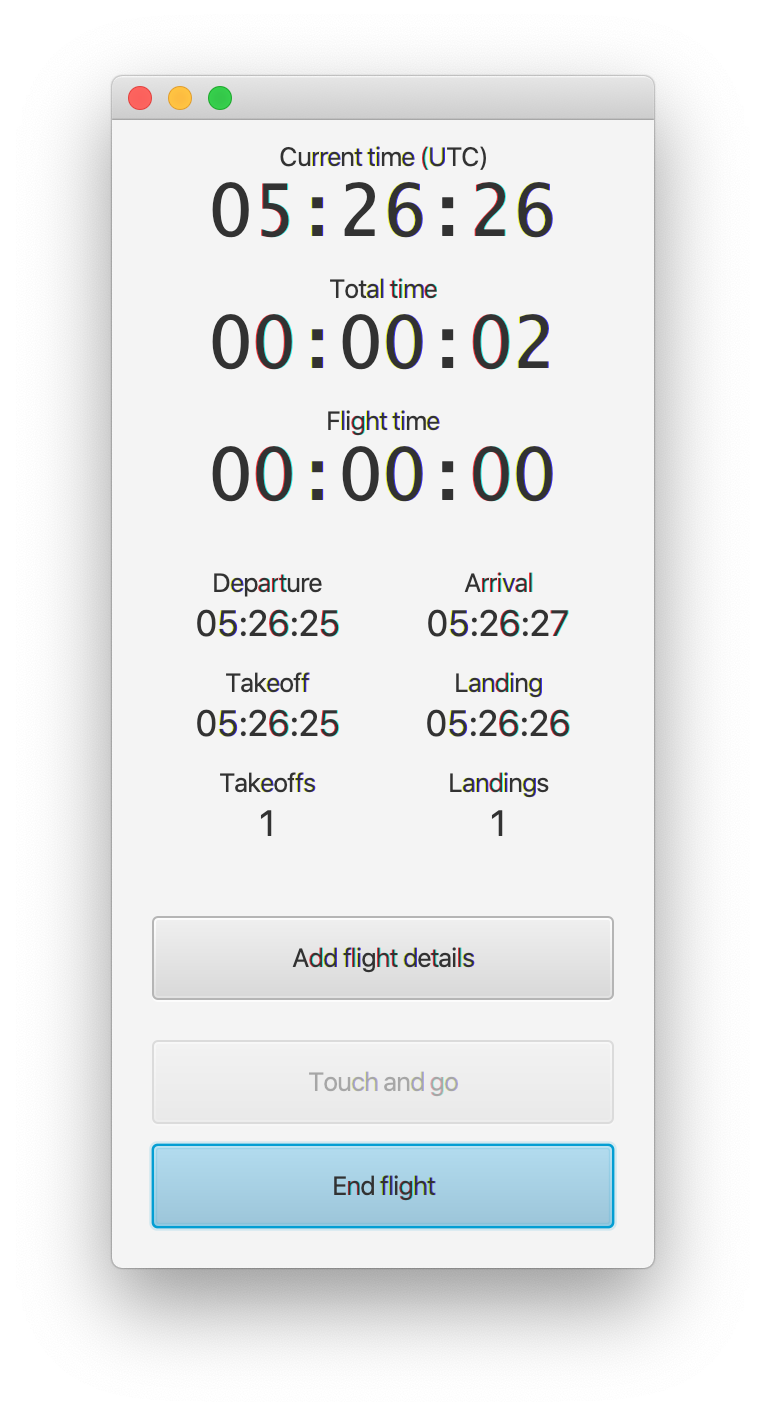 Current time (UTC)
05:26:26
Total time
00:00:02
Flight time
00:00:00
Departure Arrival
05:26:25 05:26:27
Takeoff Landing
05:26:25 05:26:26
Takeoffs Landings
1 1
Add flight details
Touch and go
End flight